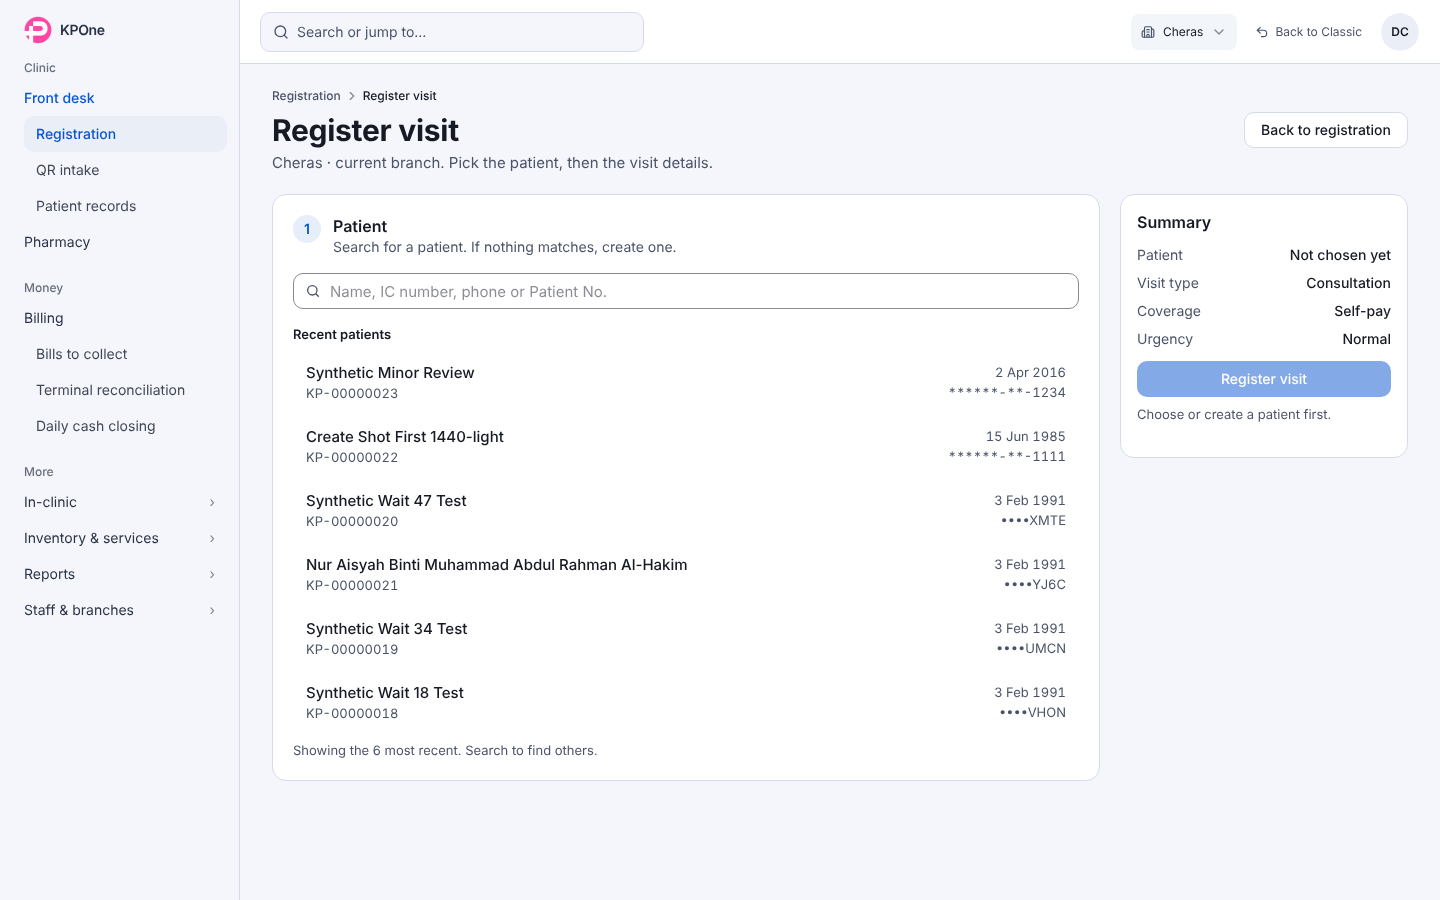 KPOne
Clinic
Front desk
Registration
QR intake
Patient records
Pharmacy
Money
Billing
Bills to collect
Terminal reconciliation
Daily cash closing
More
In-clinic
Inventory & services
Reports
Staff & branches
Search or jump to...
Cheras
Back to Classic
DC
Registration > Register visit
Register visit
Back to registration
Cheras · current branch. Pick the patient, then the visit details.
1 Patient
Search for a patient. If nothing matches, create one.
Name, IC number, phone or Patient No.
Recent patients
Synthetic Minor Review 2 Apr 2016
KP-00000023 ******-**-1234
Create Shot First 1440-light 15 Jun 1985
KP-00000022 ******-**-1111
Synthetic Wait 47 Test 3 Feb 1991
KP-00000020 ••••XMTE
Nur Aisyah Binti Muhammad Abdul Rahman Al-Hakim 3 Feb 1991
KP-00000021 ••••YJ6C
Synthetic Wait 34 Test 3 Feb 1991
KP-00000019 ••••UMCN
Synthetic Wait 18 Test 3 Feb 1991
KP-00000018 ••••VHON
Showing the 6 most recent. Search to find others.
Summary
Patient Not chosen yet
Visit type Consultation
Coverage Self-pay
Urgency Normal
Register visit
Choose or create a patient first.